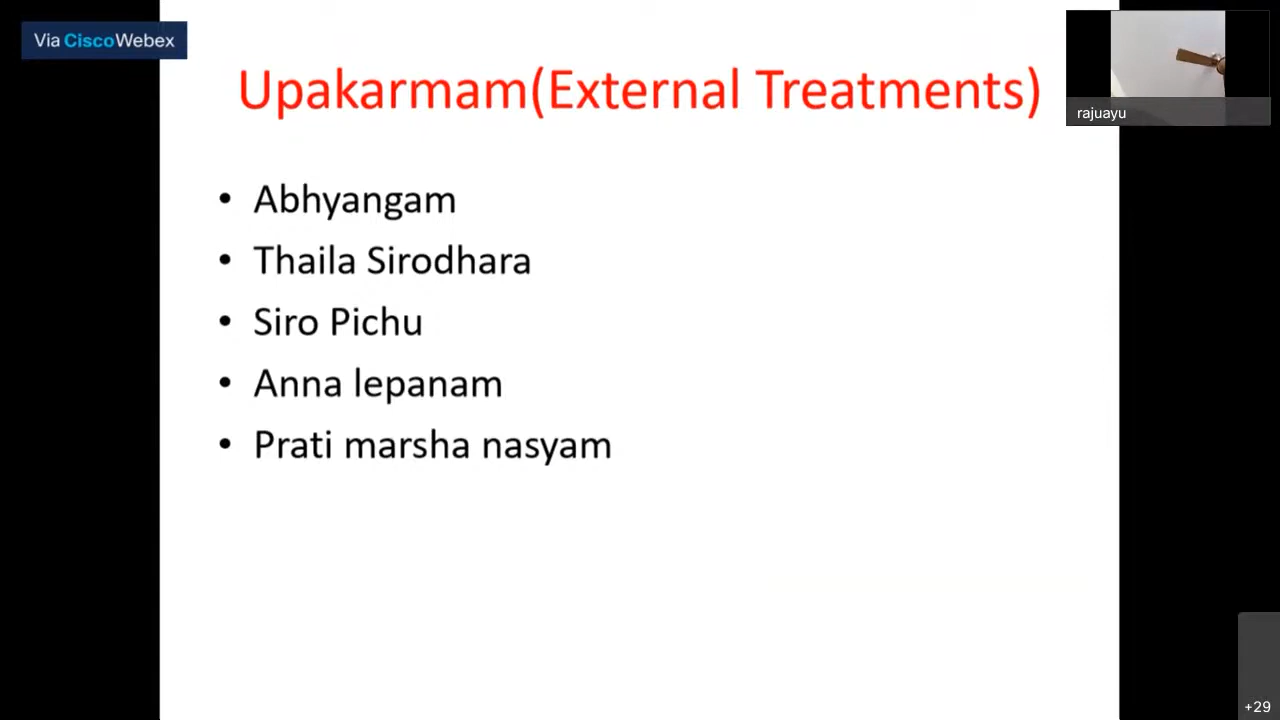 Via CiscoWebex
Upakarmam(External Treatments)
rajuayu
• Abhyangam
• Thaila Sirodhara
• Siro Pichu
• Anna lepanam
• Prati marsha nasyam
+29